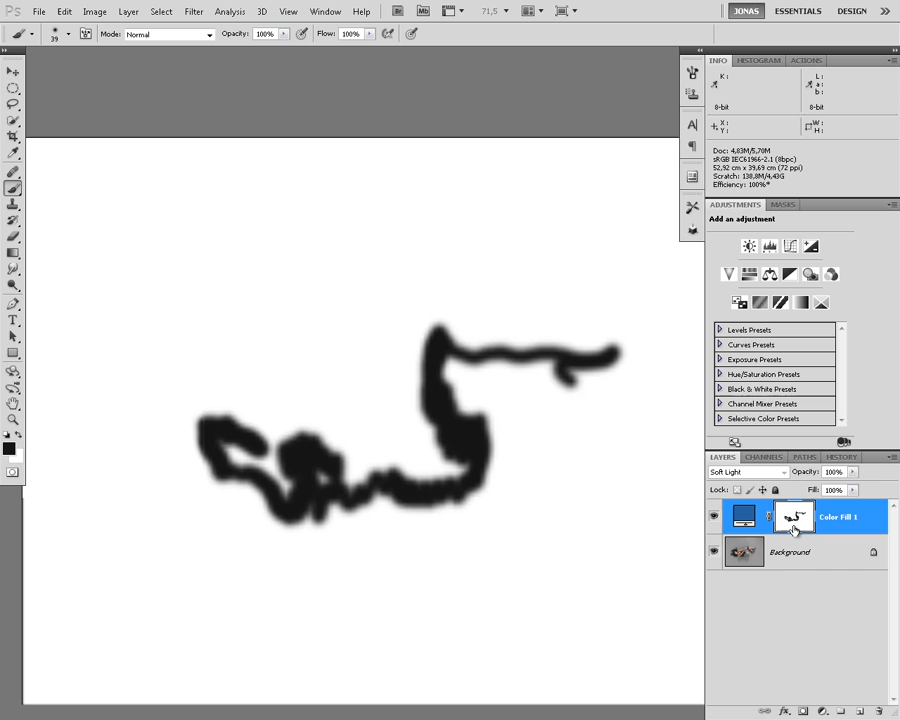 Ps File Edit Image Layer Select Filter Analysis 3D View Window Help Br Mb 71,5 JONAS ESSENTIALS DESIGN
39 Mode: Normal Opacity: 100% Flow: 100%
INFO HISTOGRAM ACTIONS
K: L:
a:
b:
8-bit 8-bit
X: W:
Y: H:
Doc: 4,83M/5,70M
sRGB IEC61966-2.1 (8bpc)
52,92 cm x 39,69 cm (72 ppi)
Scratch: 138,8M/4,43G
Efficiency: 100%*
ADJUSTMENTS MASKS
Add an adjustment
Levels Presets
Curves Presets
Exposure Presets
Hue/Saturation Presets
Black & White Presets
Channel Mixer Presets
Selective Color Presets
LAYERS CHANNELS PATHS HISTORY
Soft Light Opacity: 100%
Lock: Fill: 100%
Color Fill 1
Background